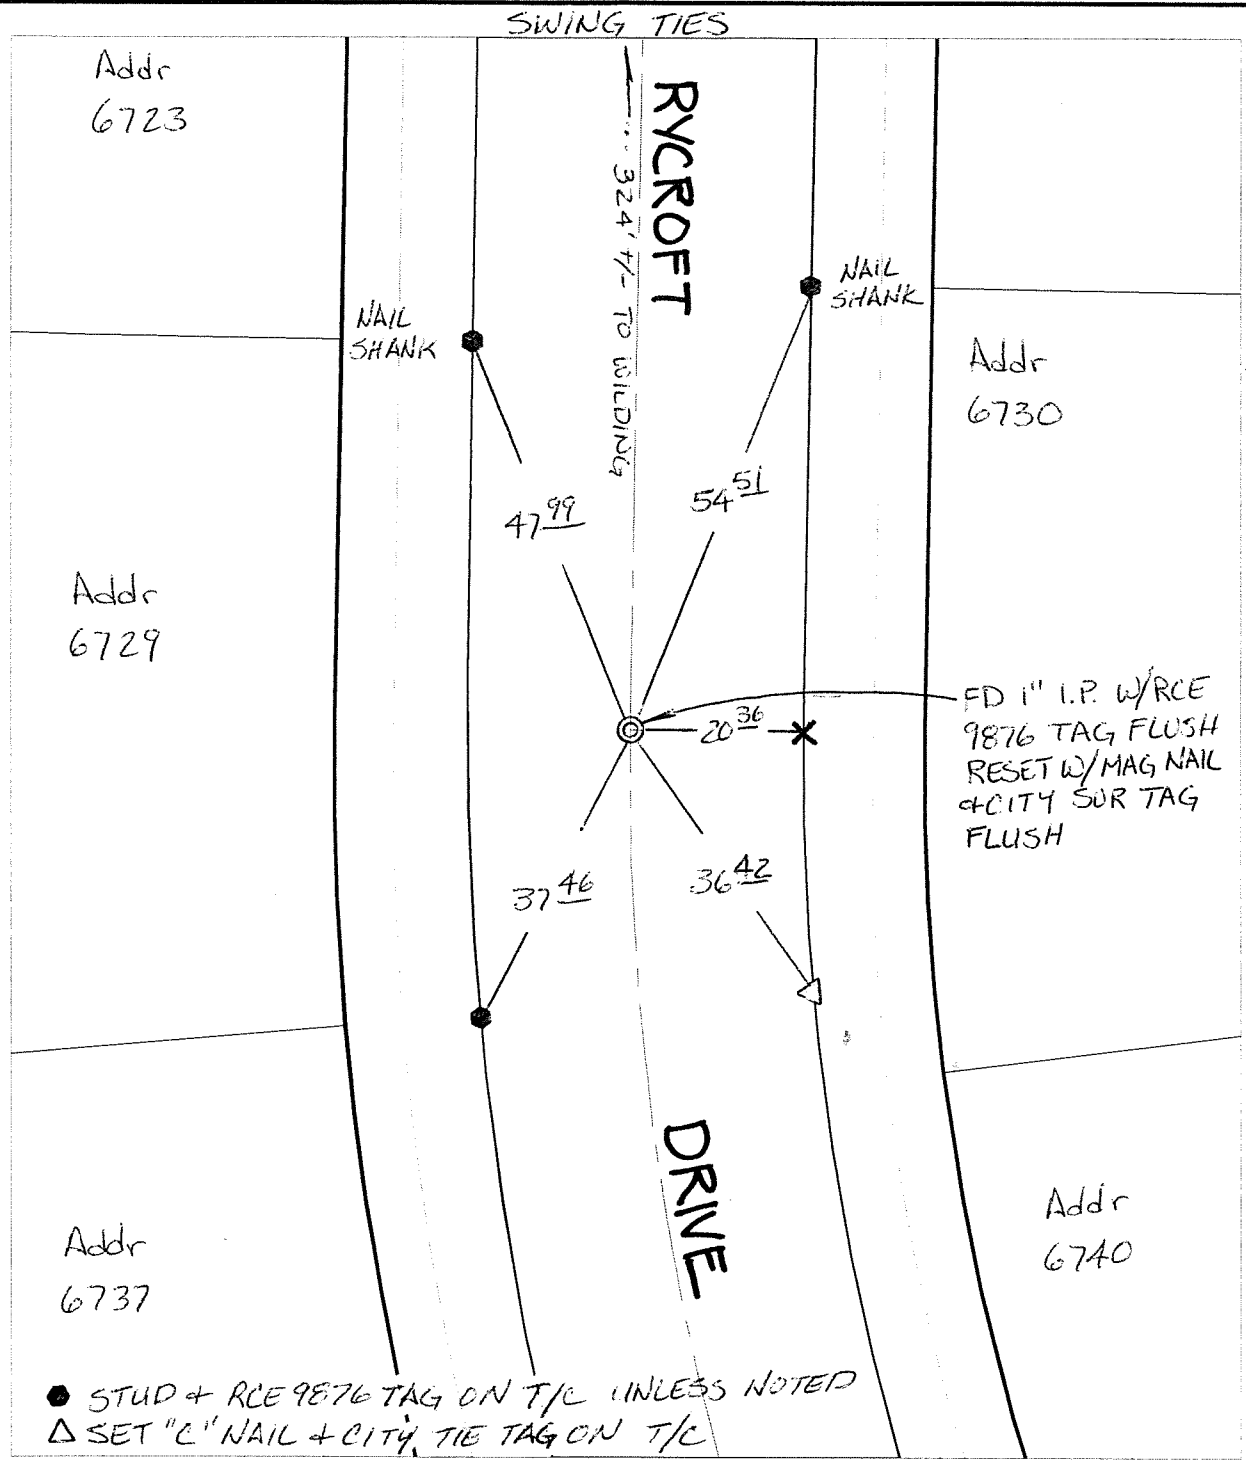 SWING TIES
Addr
6723
RYCROFT
324' +/- TO WILDING
NAIL
SHANK
NAIL
SHANK
Addr
6730
47 99
54 51
Addr
6729
FD 1" I.P. W/RCE
9876 TAG FLUSH
RESET W/MAG NAIL
& CITY SUR TAG
FLUSH
20 36
37 46
36 42
DRIVE
Addr
6737
Addr
6740
STUD & RCE 9876 TAG ON T/C UNLESS NOTED
SET "C" NAIL & CITY TIE TAG ON T/C